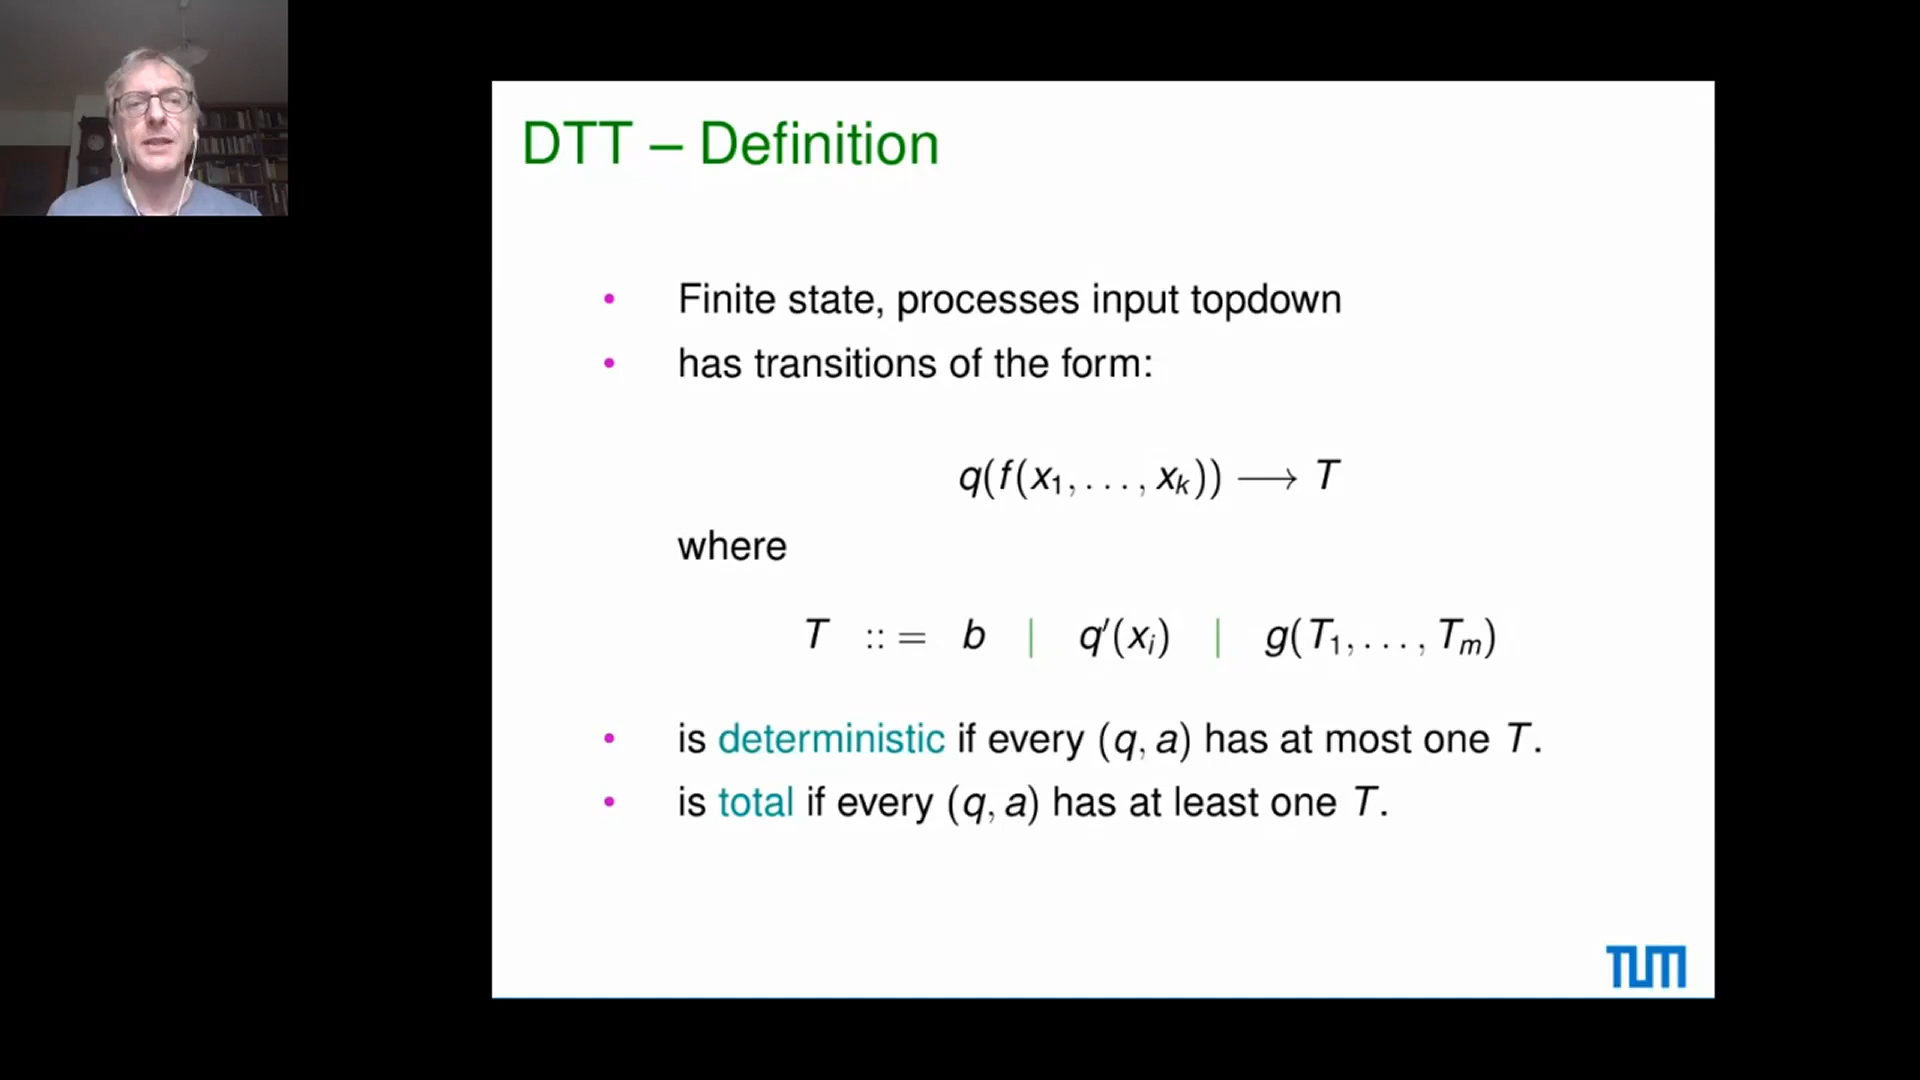 DTT – Definition
• Finite state, processes input topdown
• has transitions of the form:
q(f(x₁, . . . , xₖ)) ⟶ T
where
T ::= b | q′(xᵢ) | g(T₁, . . . , Tₘ)
• is deterministic if every (q, a) has at most one T.
• is total if every (q, a) has at least one T.
TUM